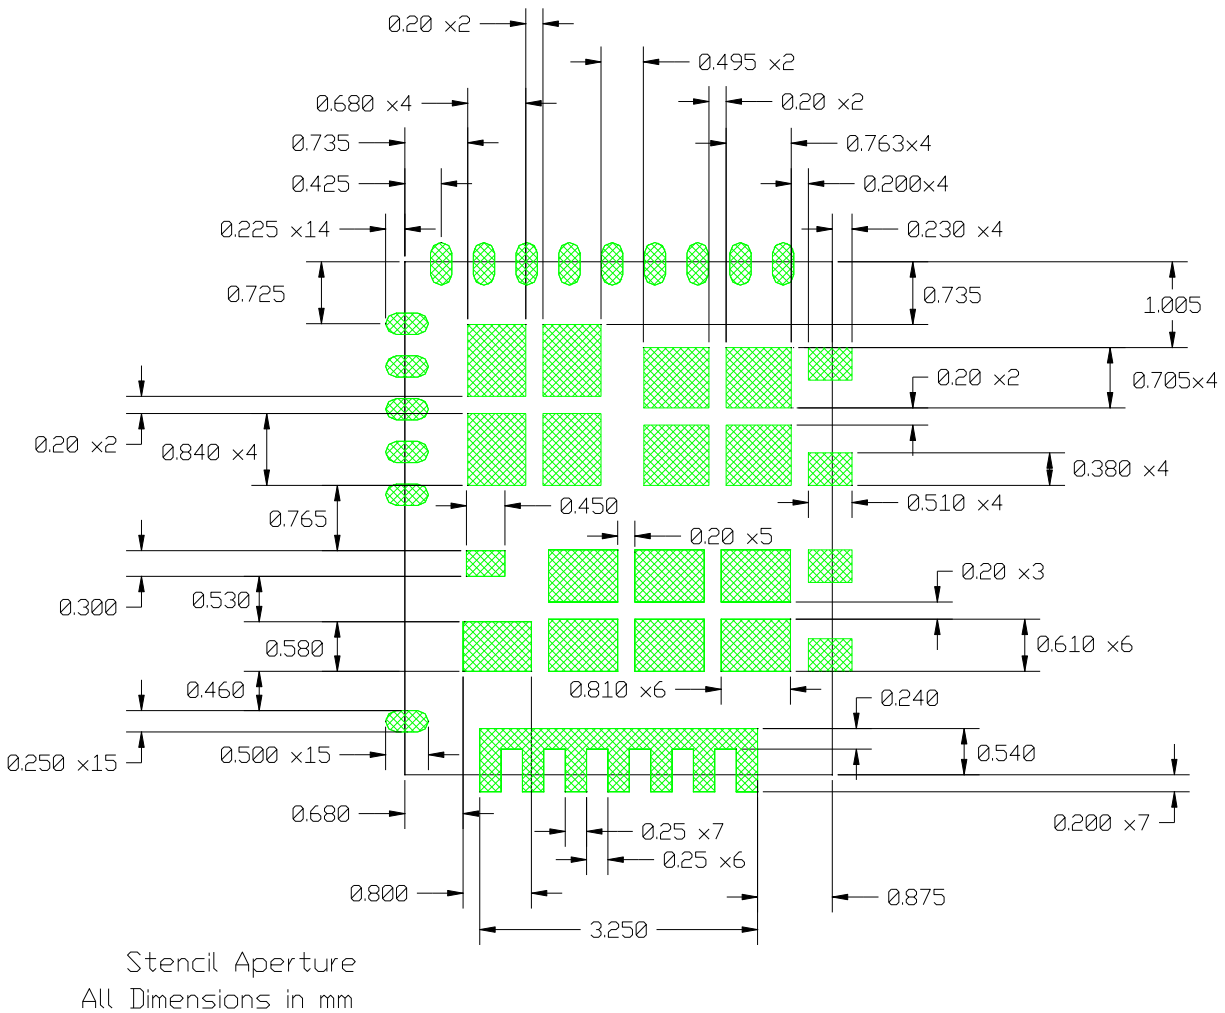 0.20 x2
0.495 x2
0.680 x4
0.20 x2
0.735
0.763x4
0.425
0.200x4
0.225 x14
0.230 x4
0.725
0.735
1.005
0.20 x2
0.705x4
0.20 x2
0.840 x4
0.380 x4
0.450
0.510 x4
0.765
0.20 x5
0.300
0.530
0.20 x3
0.580
0.610 x6
0.460
0.810 x6
0.240
0.250 x15
0.500 x15
0.540
0.680
0.25 x7
0.200 x7
0.25 x6
0.800
0.875
3.250
Stencil Aperture
All Dimensions in mm